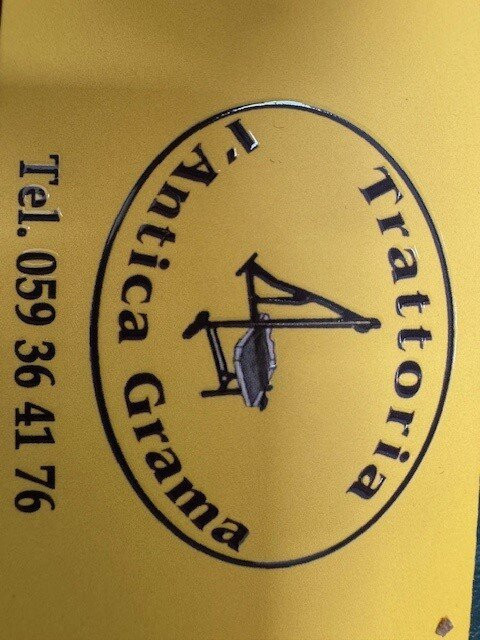 Trattoria
l'Antica Grama
Tel. 059 36 41 76